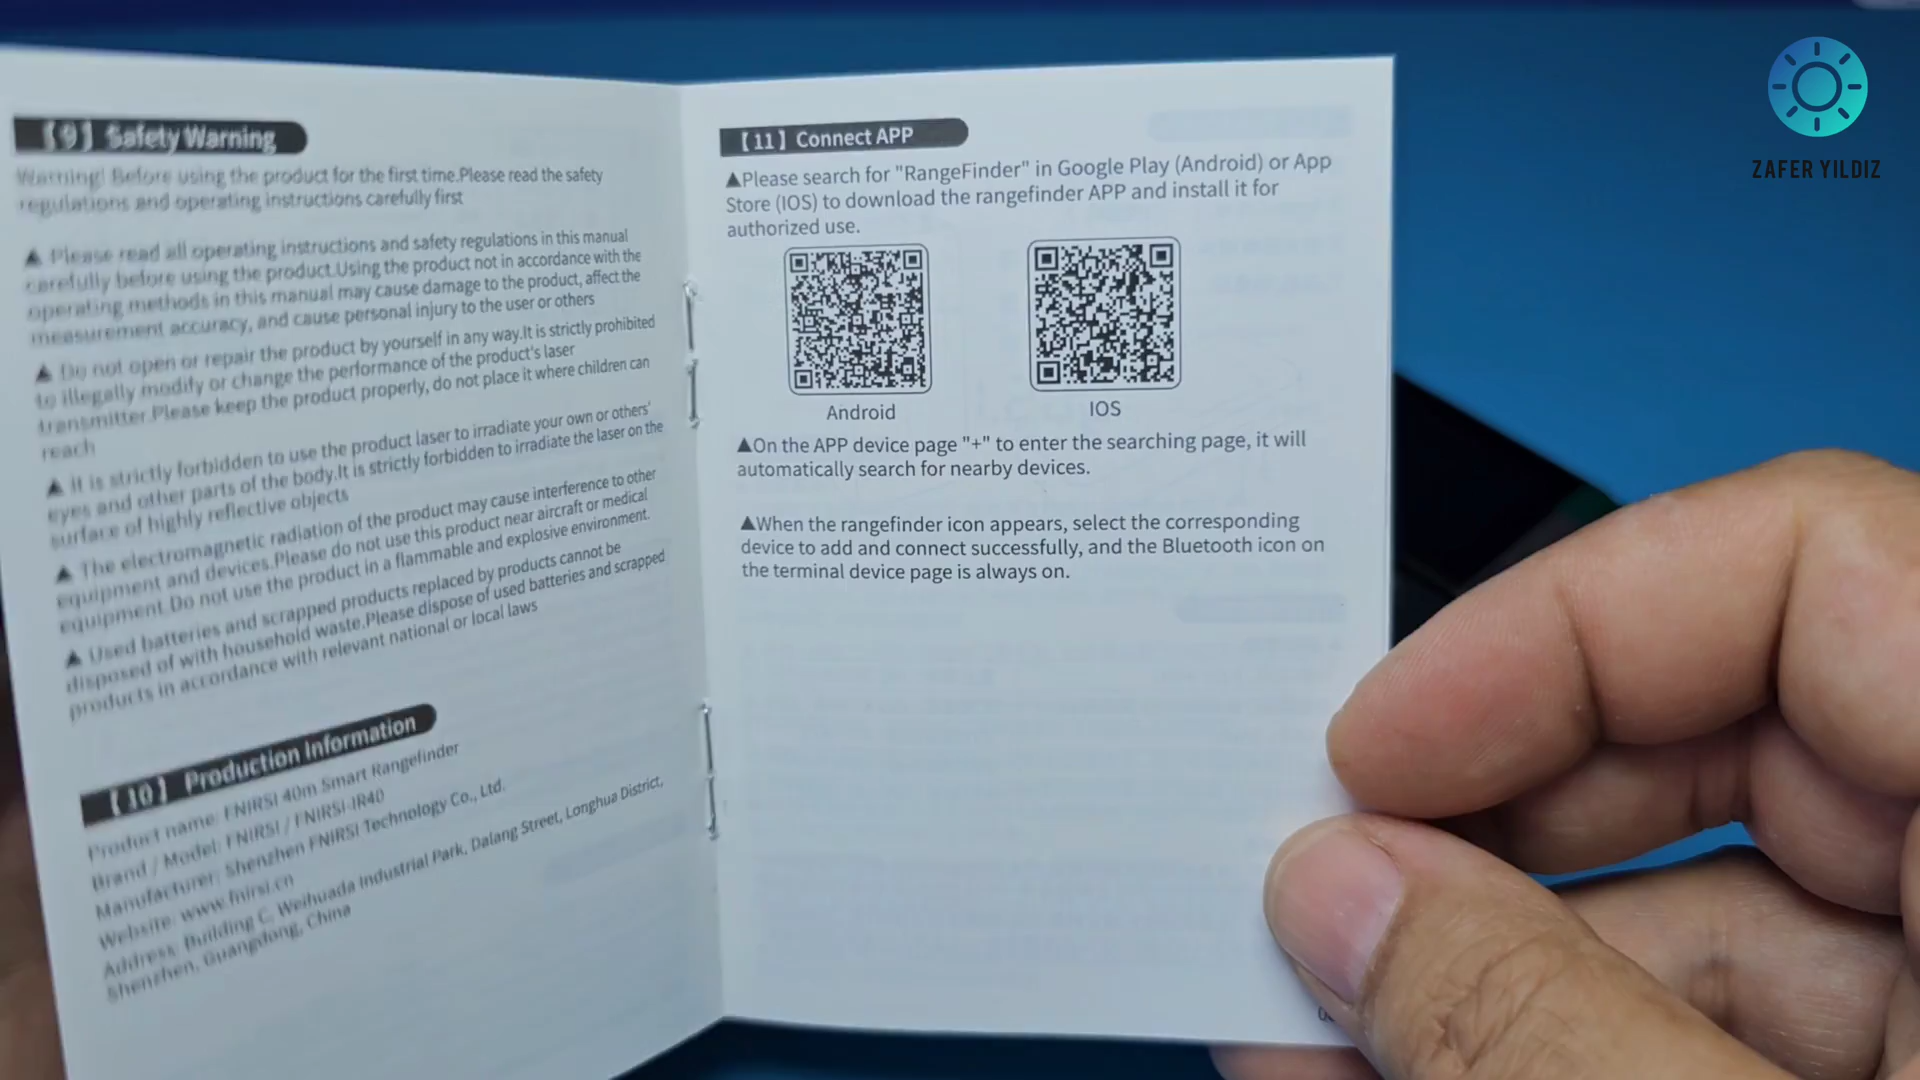 【9】 Safety Warning
Warning! Before using the product for the first time.Please read the safety
regulations and operating instructions carefully first
▲ Please read all operating instructions and safety regulations in this manual
carefully before using the product.Using the product not in accordance with the
operating methods in this manual may cause damage to the product, affect the
measurement accuracy, and cause personal injury to the user or others
▲ Do not open or repair the product by yourself in any way.It is strictly prohibited
to illegally modify or change the performance of the product's laser
transmitter.Please keep the product properly, do not place it where children can
reach
▲ It is strictly forbidden to use the product laser to irradiate your own or others'
eyes and other parts of the body.It is strictly forbidden to irradiate the laser on the
surface of highly reflective objects
▲ The electromagnetic radiation of the product may cause interference to other
equipment and devices.Please do not use this product near aircraft or medical
equipment.Do not use the product in a flammable and explosive environment.
▲ Used batteries and scrapped products replaced by products cannot be
disposed of with household waste.Please dispose of used batteries and scrapped
products in accordance with relevant national or local laws
【10】 Production Information
Product name: FNIRSI 40m Smart Rangefinder
Brand / Model: FNIRSI / FNIRSI-IR40
Manufacturer: Shenzhen FNIRSI Technology Co., Ltd.
Website: www.fnirsi.cn
Address: Building C, Weihuada Industrial Park, Dalang Street, Longhua District,
Shenzhen, Guangdong, China
【11】 Connect APP
▲Please search for "RangeFinder" in Google Play (Android) or App
Store (IOS) to download the rangefinder APP and install it for
authorized use.
Android
IOS
▲On the APP device page "+" to enter the searching page, it will
automatically search for nearby devices.
▲When the rangefinder icon appears, select the corresponding
device to add and connect successfully, and the Bluetooth icon on
the terminal device page is always on.
ZAFER YILDIZ